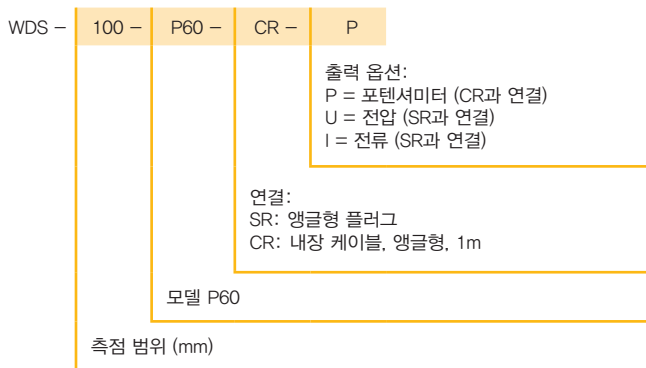 WDS – 100 – P60 – CR – P
출력 옵션:
P = 포텐셔미터 (CR과 연결)
U = 전압 (SR과 연결)
I = 전류 (SR과 연결)
연결:
SR: 앵글형 플러그
CR: 내장 케이블, 앵글형, 1m
모델 P60
측점 범위 (mm)